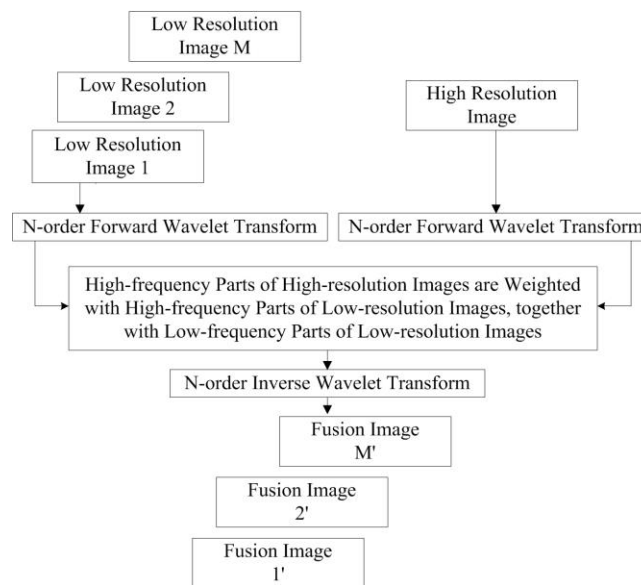 Low Resolution
Image M
Low Resolution
Image 2
High Resolution
Image
Low Resolution
Image 1
N-order Forward Wavelet Transform
N-order Forward Wavelet Transform
High-frequency Parts of High-resolution Images are Weighted
with High-frequency Parts of Low-resolution Images, together
with Low-frequency Parts of Low-resolution Images
N-order Inverse Wavelet Transform
Fusion Image
M'
Fusion Image
2'
Fusion Image
1'